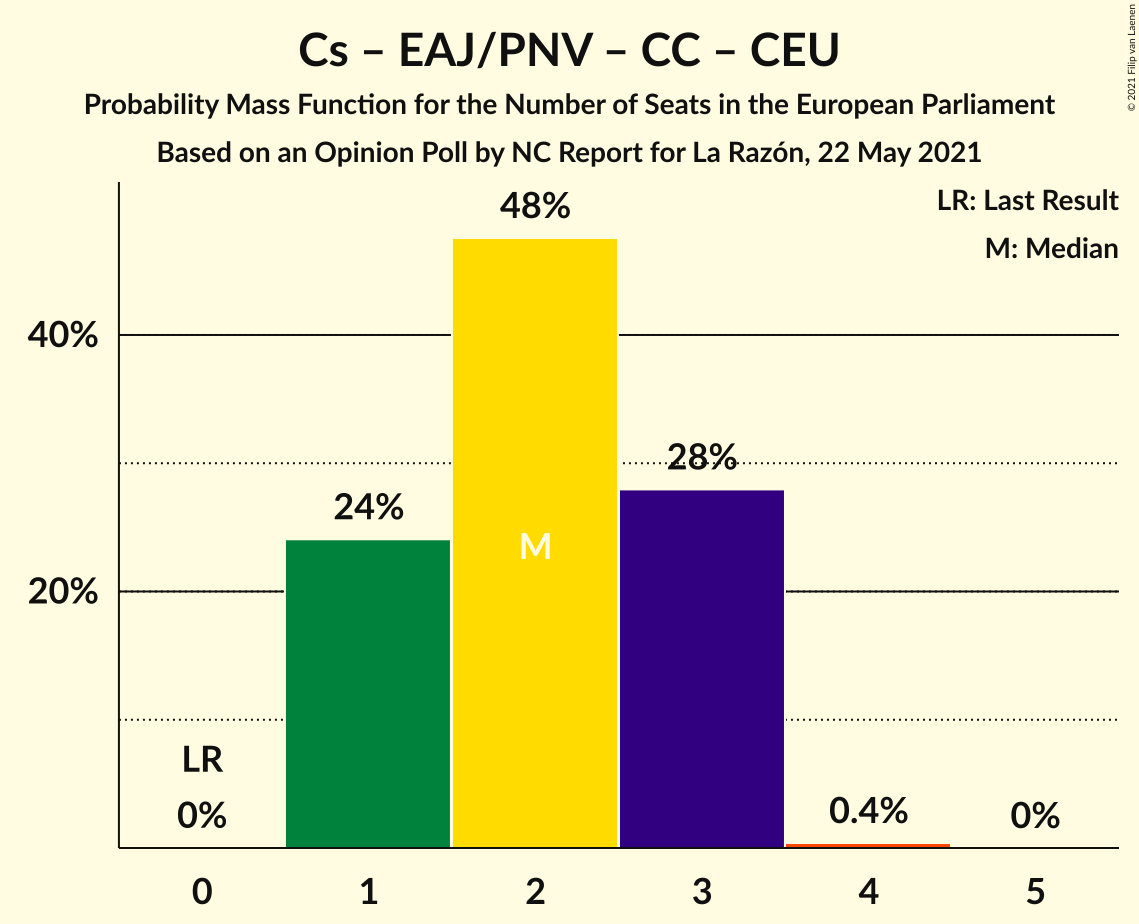 Cs – EAJ/PNV – CC – CEU
Probability Mass Function for the Number of Seats in the European Parliament
Based on an Opinion Poll by NC Report for La Razón, 22 May 2021
© 2021 Filip van Laenen
LR: Last Result
M: Median
48%
40%
28%
24%
M
20%
LR
0%
0.4%
0%
0 1 2 3 4 5